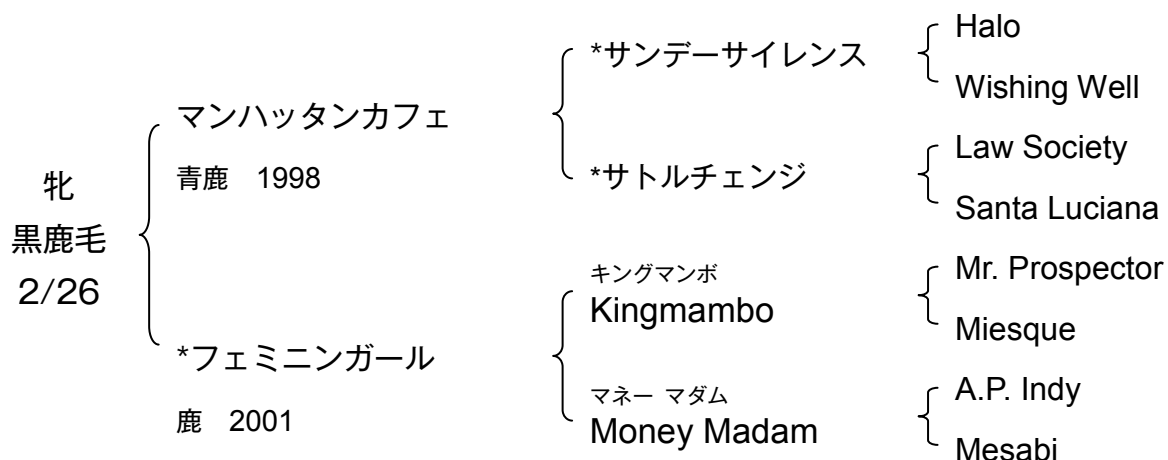 牝
黒鹿毛
2/26
マンハッタンカフェ
青鹿 1998
*フェミニンガール
鹿 2001
*サンデーサイレンス
*サトルチェンジ
キングマンボ
Kingmambo
マネー マダム
Money Madam
Halo
Wishing Well
Law Society
Santa Luciana
Mr. Prospector
Miesque
A.P. Indy
Mesabi